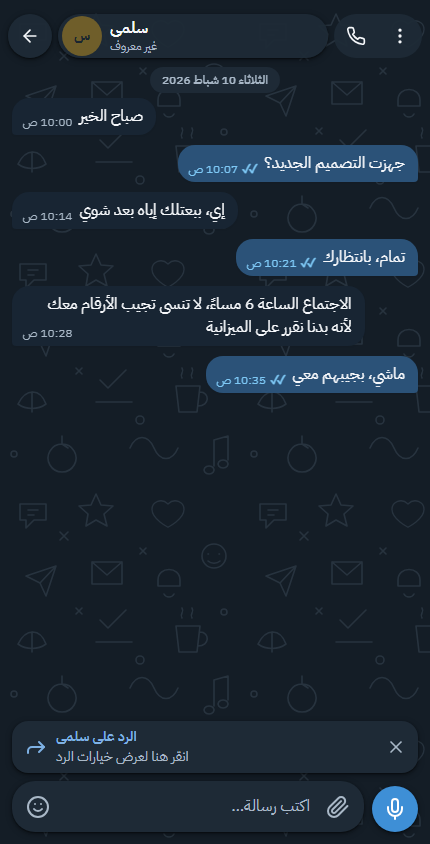 سلمى
س
غير معروف
الثلاثاء 10 شباط 2026
صباح الخير
10:00 ص
جهزت التصميم الجديد؟
10:07 ص
إي، ببعتلك إياه بعد شوي
10:14 ص
تمام، بانتظارك
10:21 ص
الاجتماع الساعة 6 مساءً، لا تنسى تجيب الأرقام معك
لأنه بدنا نقرر على الميزانية
10:28 ص
ماشي، بجيبهم معي
10:35 ص
الرد على سلمى
انقر هنا لعرض خيارات الرد
اكتب رسالة...